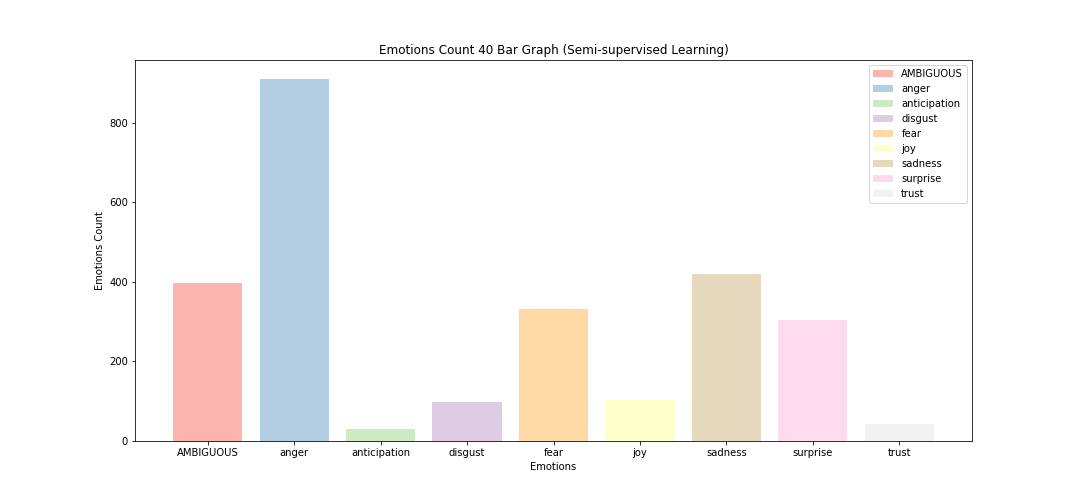 Emotions Count 40 Bar Graph (Semi-supervised Learning)
AMBIGUOUS
anger
anticipation
disgust
fear
joy
sadness
surprise
trust
Emotions Count
800
600
400
200
0
AMBIGUOUS anger anticipation disgust fear joy sadness surprise trust
Emotions